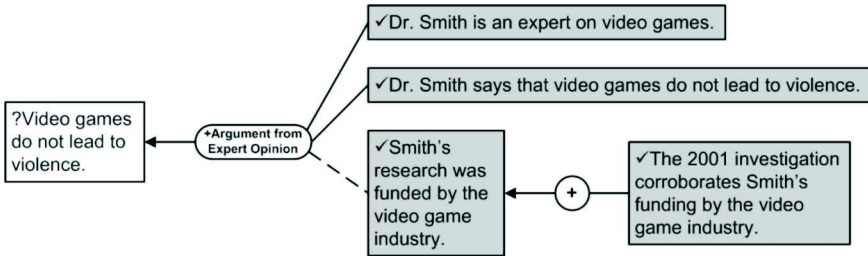 ✓Dr. Smith is an expert on video games.
✓Dr. Smith says that video games do not lead to violence.
?Video games
do not lead to
violence.
+Argument from
Expert Opinion
✓Smith's
research was
funded by the
video game
industry.
+
✓The 2001 investigation
corroborates Smith's
funding by the video
game industry.